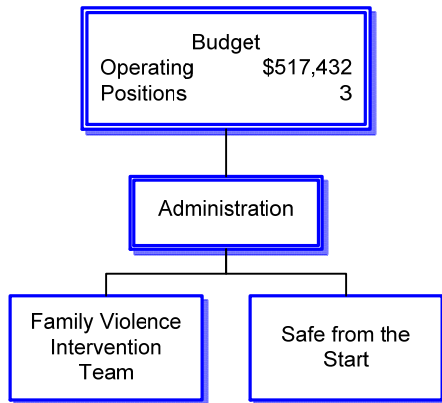 Budget
Operating $517,432
Positions 3
Administration
Family Violence
Intervention
Team
Safe from the
Start